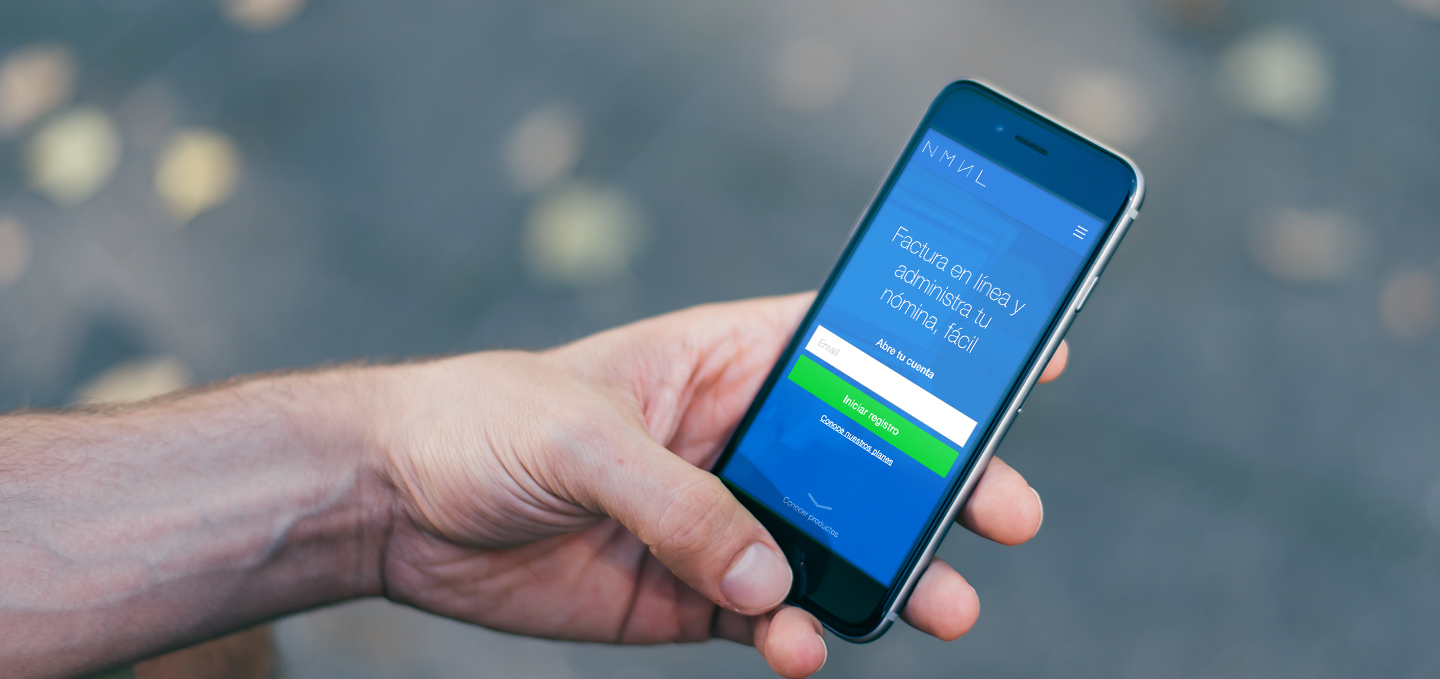 NMNL
Factura en línea y
administra tu
nómina, fácil
Abre tu cuenta
Email
Iniciar registro
Conoce nuestros planes
Conocer productos